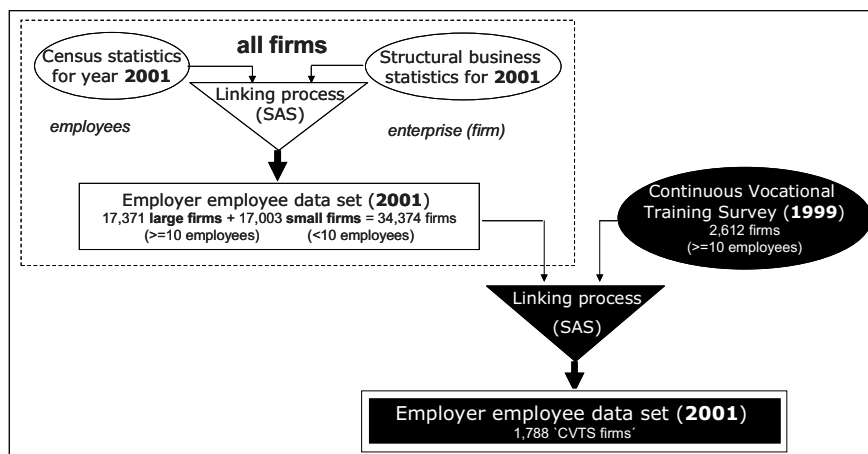 all firms
Census statistics
for year 2001
Structural business
statistics for 2001
Linking process
(SAS)
employees
enterprise (firm)
Employer employee data set (2001)
17,371 large firms + 17,003 small firms = 34,374 firms
(>=10 employees) (<10 employees)
Continuous Vocational
Training Survey (1999)
2,612 firms
(>=10 employees)
Linking process
(SAS)
Employer employee data set (2001)
1,788 `CVTS firms´